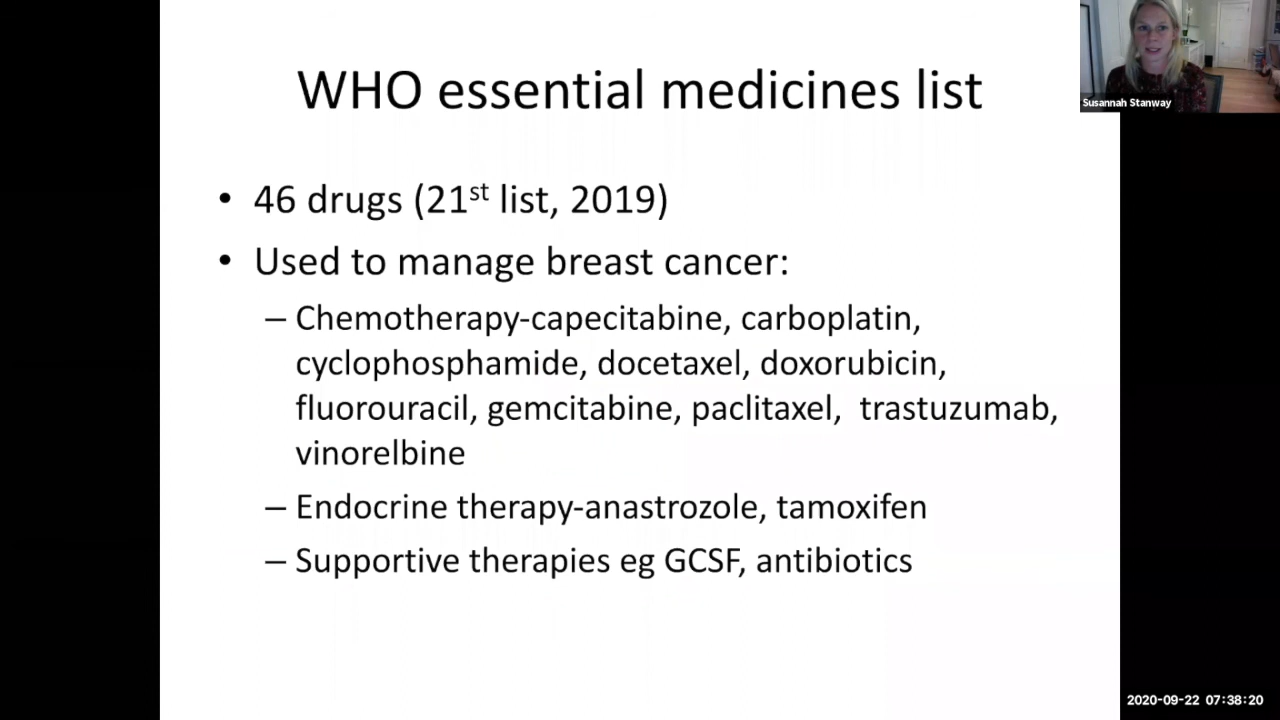 WHO essential medicines list
Susannah Stanway
• 46 drugs (21st list, 2019)
• Used to manage breast cancer:
– Chemotherapy-capecitabine, carboplatin,
cyclophosphamide, docetaxel, doxorubicin,
fluorouracil, gemcitabine, paclitaxel,  trastuzumab,
vinorelbine
– Endocrine therapy-anastrozole, tamoxifen
– Supportive therapies eg GCSF, antibiotics
2020-09-22 07:38:20